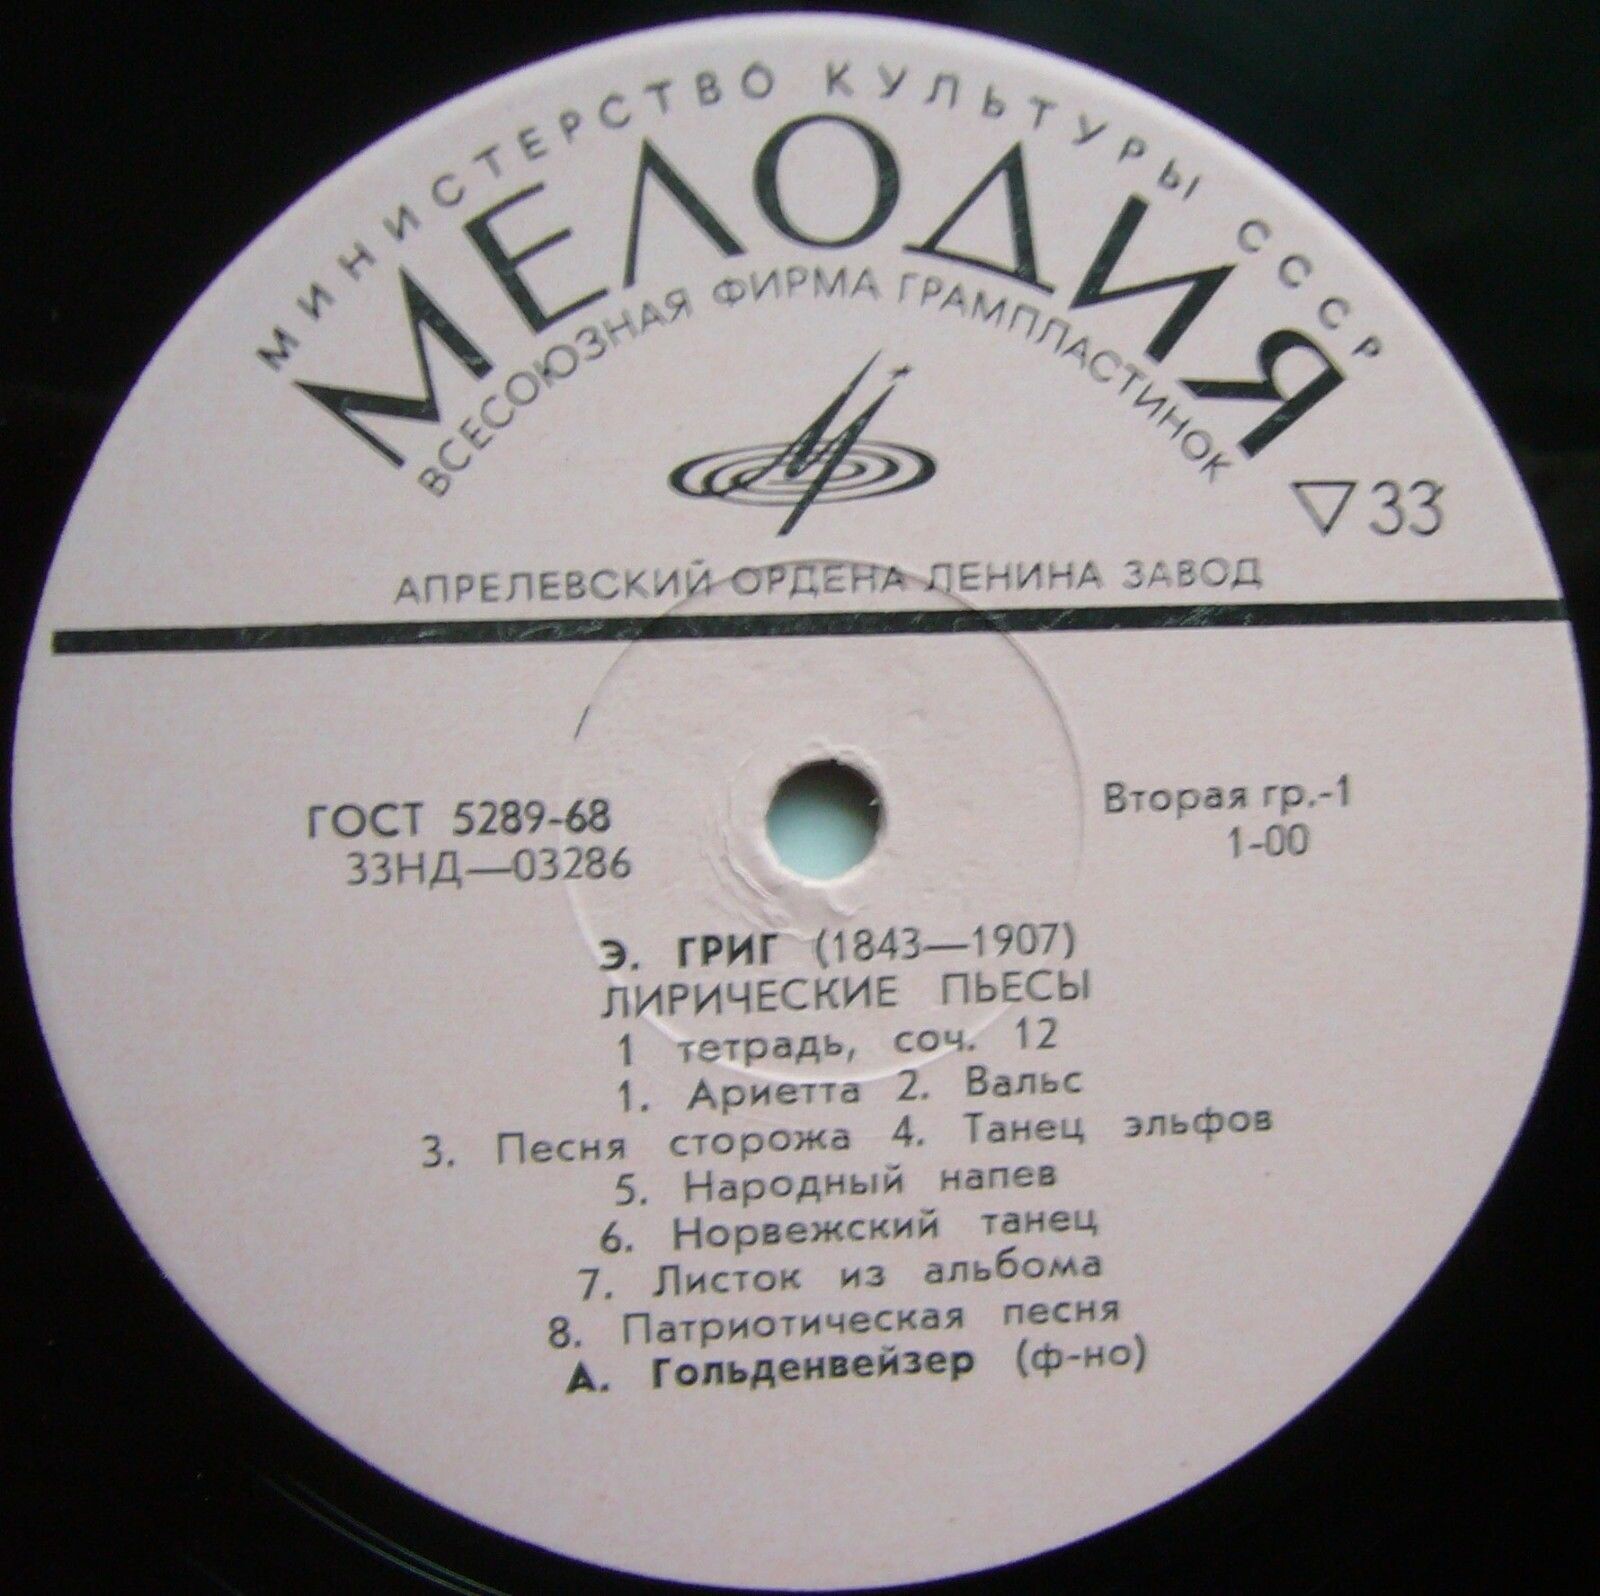 МИНИСТЕРСТВО КУЛЬТУРЫ СССР
МЕЛОДИЯ
ВСЕСОЮЗНАЯ ФИРМА ГРАМПЛАСТИНОК
▽33
АПРЕЛЕВСКИЙ ОРДЕНА ЛЕНИНА ЗАВОД
ГОСТ 5289-68
33НД—03286
Вторая гр.-1
1-00
Э. ГРИГ (1843—1907)
ЛИРИЧЕСКИЕ ПЬЕСЫ
1 тетрадь, соч. 12
1. Ариетта 2. Вальс
3. Песня сторожа 4. Танец эльфов
5. Народный напев
6. Норвежский танец
7. Листок из альбома
8. Патриотическая песня
А. Гольденвейзер (ф-но)